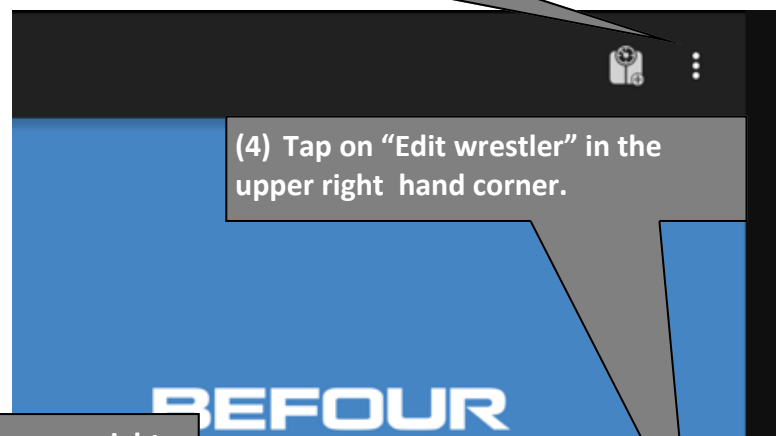 (4) Tap on “Edit wrestler” in the
upper right hand corner.
BEFOUR